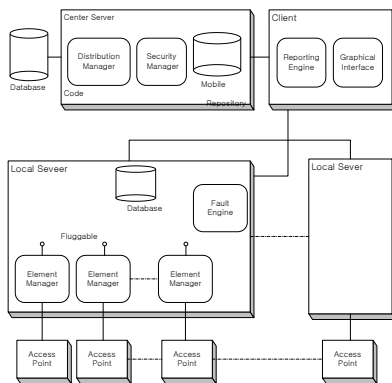 Center Server
Client
Distribution
Manager
Security
Manager
Mobile
Code
Repository
Database
Reporting
Engine
Graphical
Interface
Local Seveer
Local Sever
Database
Fault
Engine
Fluggable
Element
Manager
Element
Manager
Element
Manager
Access
Point
Access
Point
Access
Point
Access
Point